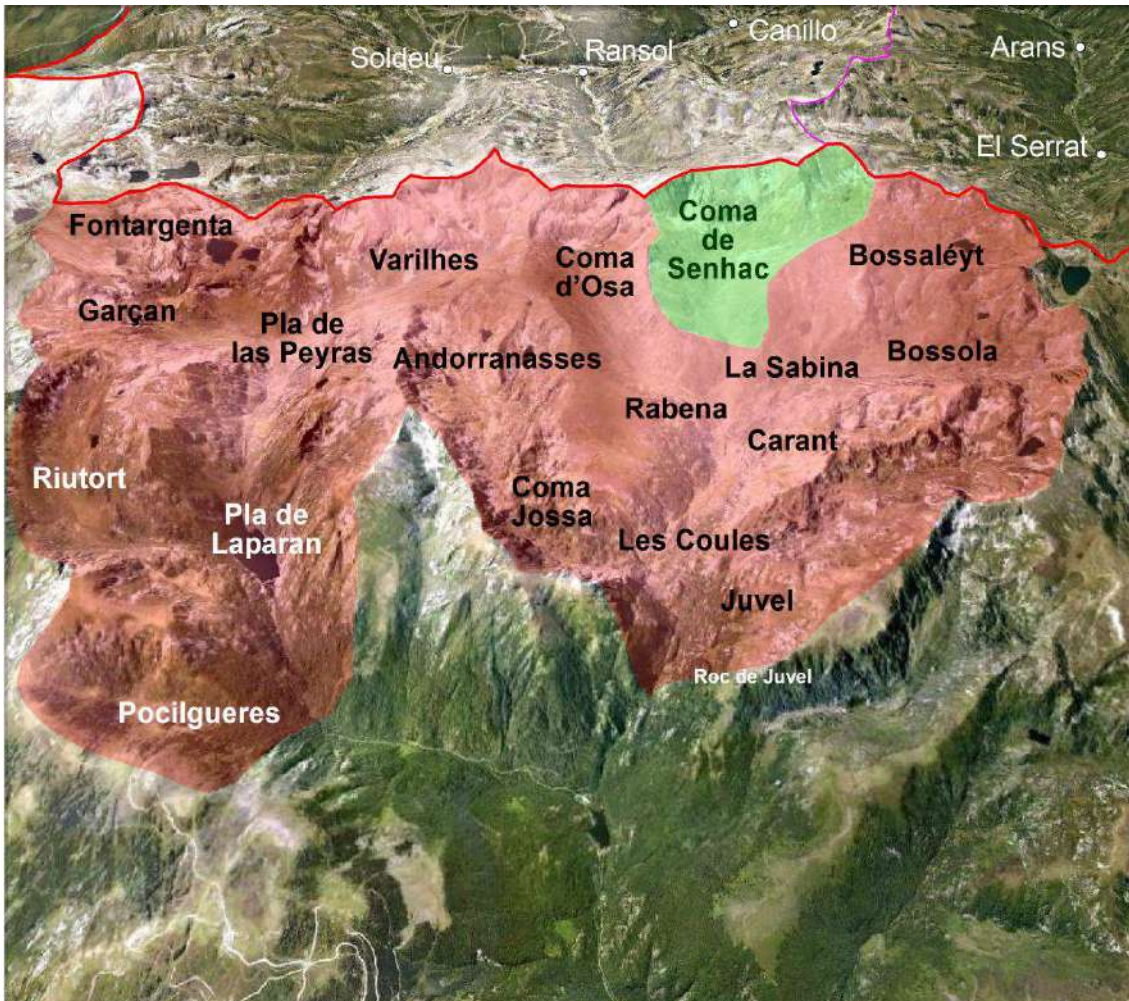 Canillo
Soldeu
Ransol
Arans
El Serrat
Fontargenta
Varilhes
Coma
d'Osa
Coma
de
Senhac
Bossaléyt
Garçan
Pla de
las Peyras
Andorranasses
La Sabina
Bossola
Rabena
Carant
Riutort
Pla de
Laparan
Coma
Jossa
Les Coules
Juvel
Roc de Juvel
Pocilgueres